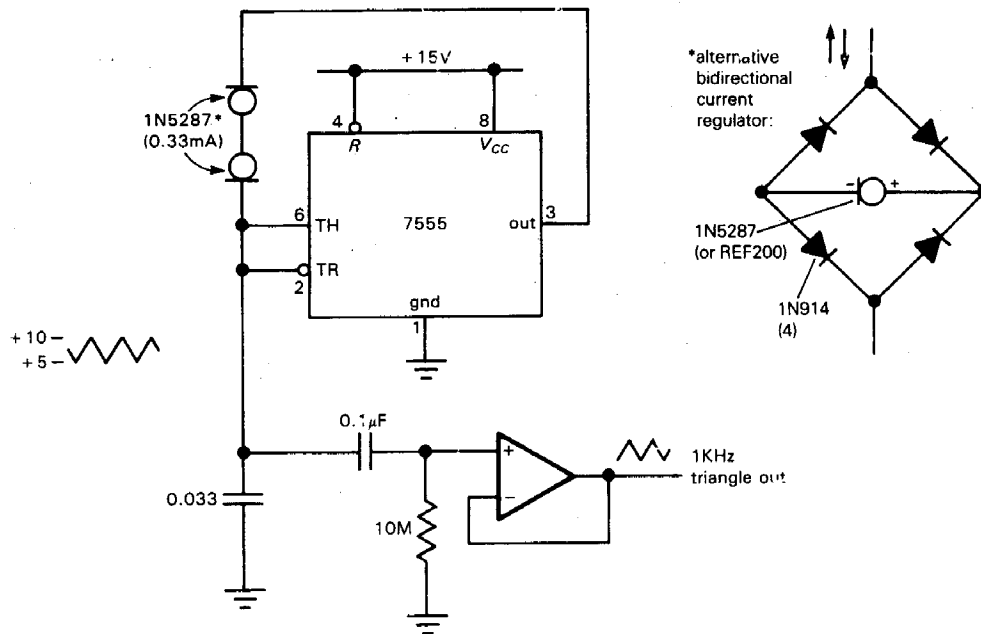 +15V
1N5287*
(0.33mA)
4
R
8
VCC
6
TH
7555
out
3
TR
2
gnd
1
*alternative
bidirectional
current
regulator:
- +
1N5287
(or REF200)
1N914
(4)
+10
+5
0.1μF
0.033
10M
+
-
1KHz
triangle out